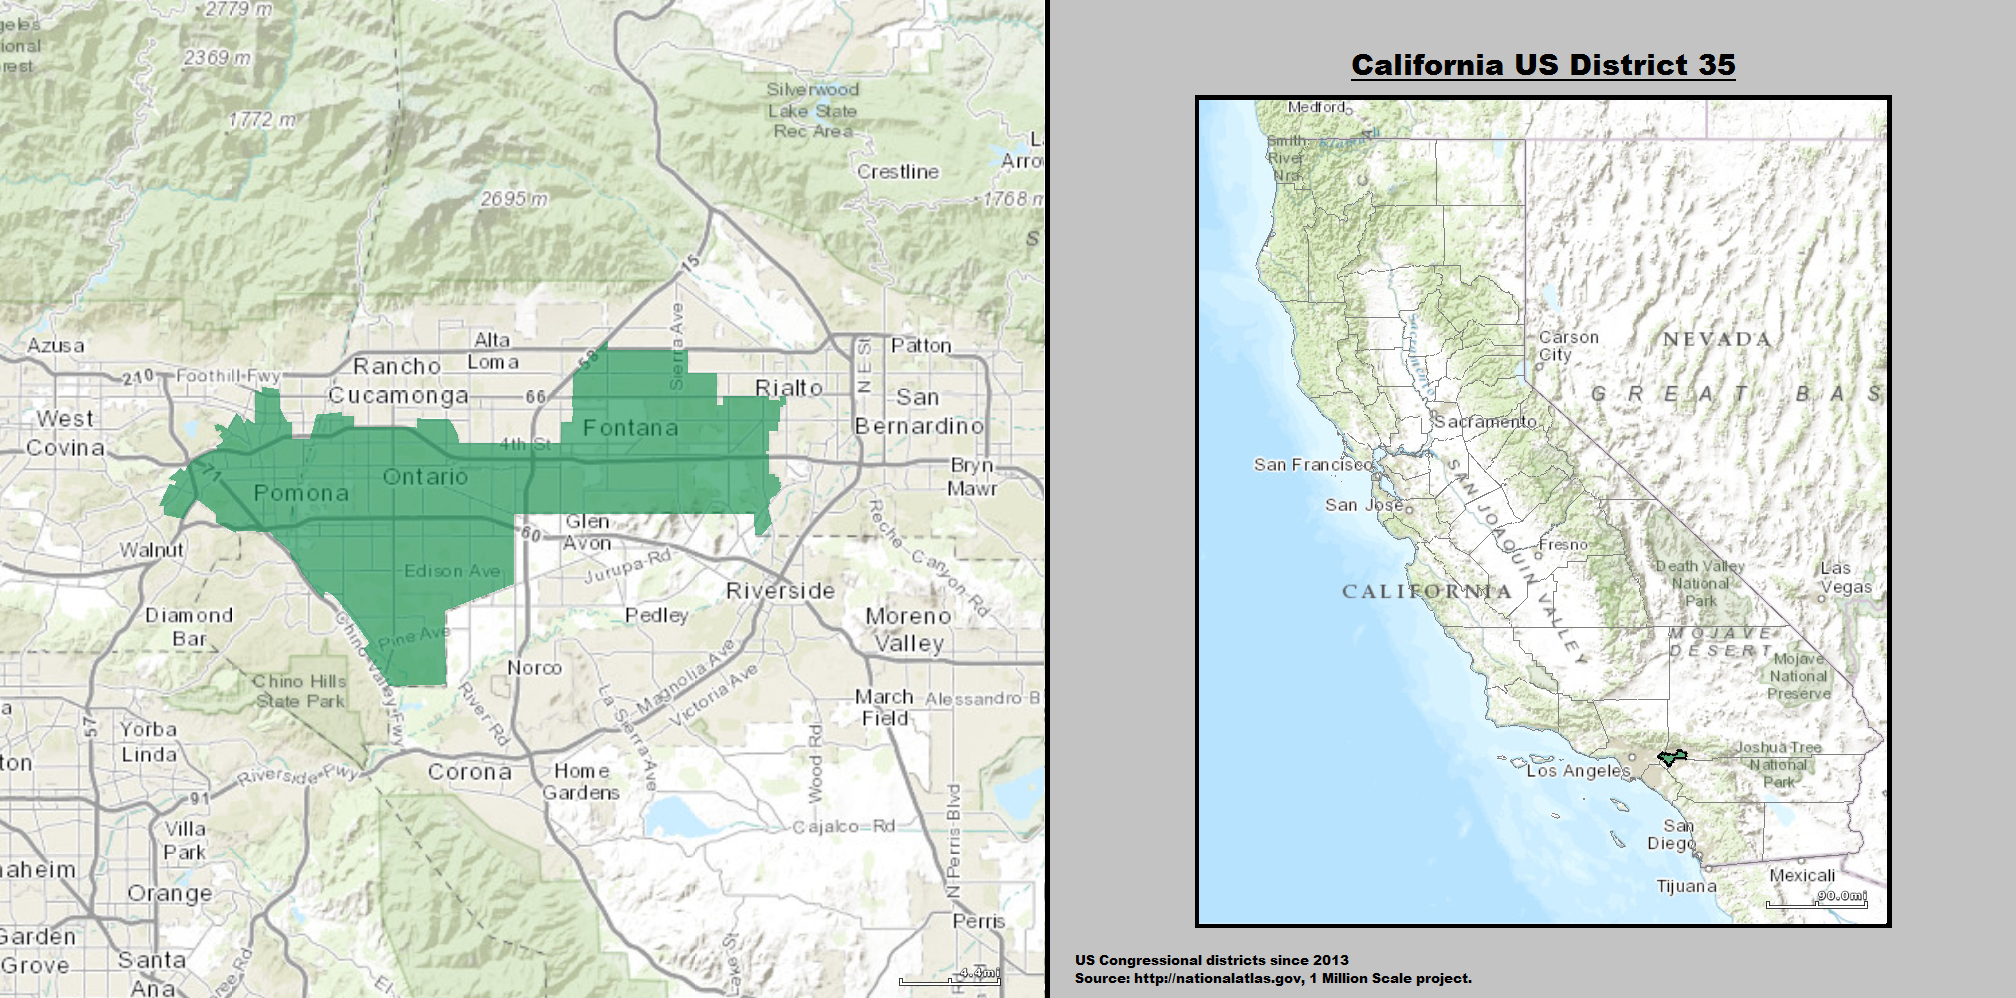 2779 m
geles
ional
rest
2369 m
1772 m
Silverwood
Lake State
Rec Area
Crestline
Arro
2695 m
1768 m
S
15
Azusa
210
Foothill Fwy
Rancho
Cucamonga
Alta
Loma
58
Sierra Ave
N E St
Patton
66
Rialto
San
Bernardino
West
Covina
4th St
Fontana
71
Pomona
Ontario
Bryn
Mawr
Walnut
60
Glen
Avon
Jurupa Rd
Reche Canyon Rd
Edison Ave
Riverside
Diamond
Bar
Pedley
Moreno
Valley
Pine Ave
Chino Valley Fwy
Norco
Chino Hills
State Park
River Rd
La Sierra Ave
Magnolia Ave
Victoria Ave
March
Field
Alessandro B
a
57
Yorba
Linda
ton
Riverside Fwy
Corona
Home
Gardens
Wood Rd
91
Villa
Park
Cajalco Rd
N Perris Blvd
naheim
Orange
Perris
Garden
Grove
Santa
Ana
ree Rd
El
4.4mi
California US District 35
Medford
Smith
River
Nra
Carson
City
NEVADA
GREAT BAS
Sacramento
Sacramento
San Francisco
San Jose
SAN JOAQUIN VALLEY
Fresno
CALIFORNIA
Death Valley
National
Park
Las
Vegas
MOJAVE
DESERT
Mojave
National
Preserve
Joshua Tree
National
Park
Los Angeles
San
Diego
Mexicali
Tijuana
90.0mi
US Congressional districts since 2013
Source: http://nationalatlas.gov, 1 Million Scale project.